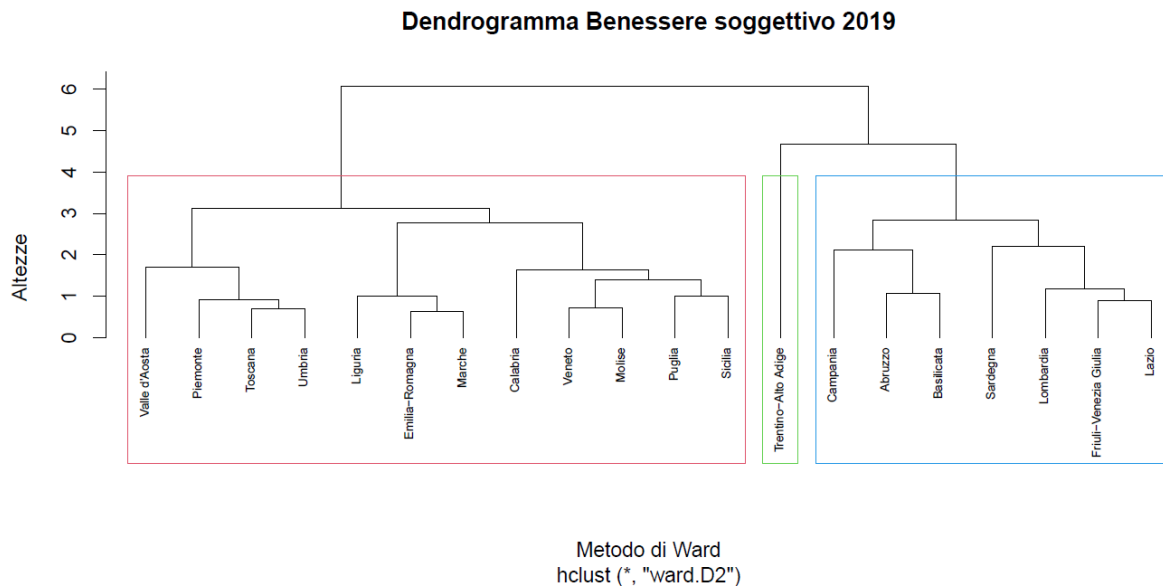 Dendrogramma Benessere soggettivo 2019
Altezze
6
5
4
3
2
1
0
Valle d'Aosta
Piemonte
Toscana
Umbria
Liguria
Emilia−Romagna
Marche
Calabria
Veneto
Molise
Puglia
Sicilia
Trentino−Alto Adige
Campania
Abruzzo
Basilicata
Sardegna
Lombardia
Friuli−Venezia Giulia
Lazio
Metodo di Ward
hclust (*, "ward.D2")